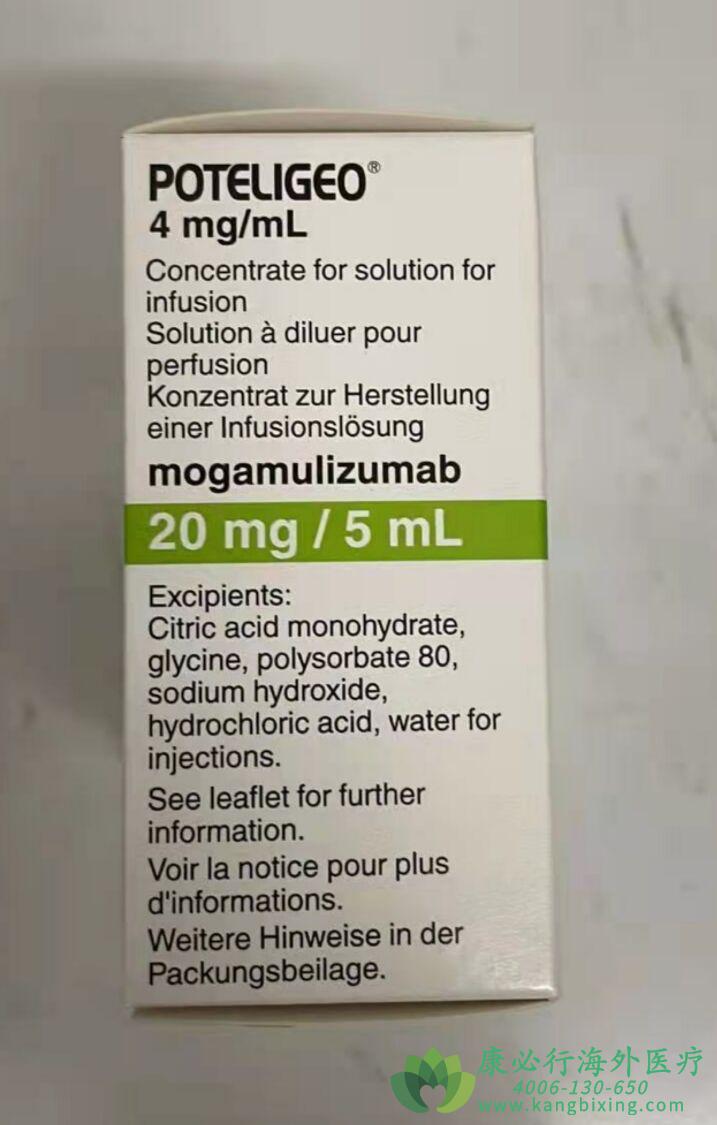 POTELIGEO®
4 mg/mL
Concentrate for solution for
infusion
Solution à diluer pour
perfusion
Konzentrat zur Herstellung
einer Infusionslösung
mogamulizumab
20 mg / 5 mL
Excipients:
Citric acid monohydrate,
glycine, polysorbate 80,
sodium hydroxide,
hydrochloric acid, water for
injections.
See leaflet for further
information.
Voir la notice pour plus
d'informations.
Weitere Hinweise in der
Packungsbeilage.
康必行海外医疗
4006-130-650
www.kangbixing.com